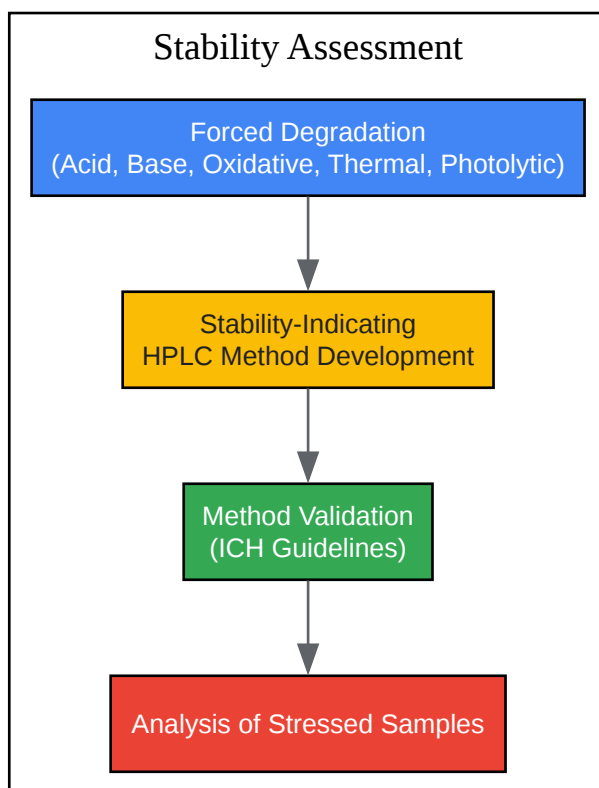 Stability Assessment
Forced Degradation
(Acid, Base, Oxidative, Thermal, Photolytic)
Stability-Indicating
HPLC Method Development
Method Validation
(ICH Guidelines)
Analysis of Stressed Samples